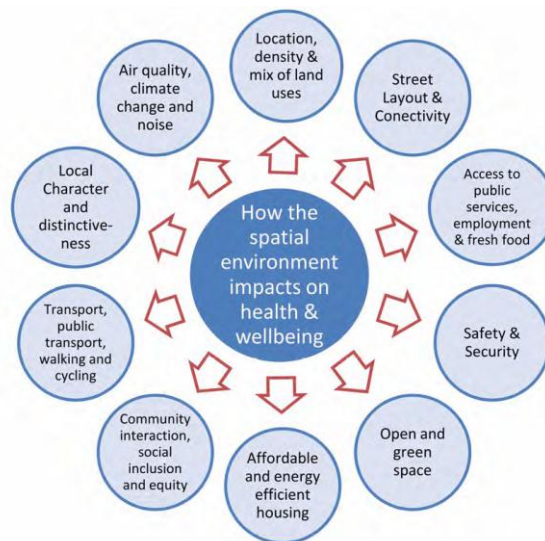 Location,
density &
mix of land
uses
Street
Layout &
Conectivity
Access to
public
services,
employment
& fresh food
Safety &
Security
Open and
green
space
Affordable
and energy
efficient
housing
Community
interaction,
social
inclusion
and equity
Transport,
public
transport,
walking and
cycling
Local
Character
and
distinctive-
ness
Air quality,
climate
change and
noise
How the
spatial
environment
impacts on
health &
wellbeing